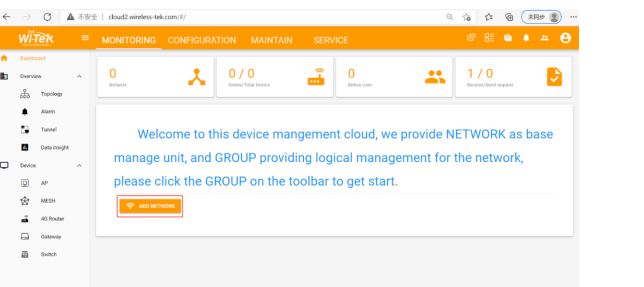 不安全 | cloud2.wireless-tek.com/#/
未同步
Wi-Tek
MONITORING CONFIGURATION MAINTAIN SERVICE
Dashboard
Overview
Topology
Alarm
Tunnel
Data insight
Device
AP
MESH
4G Router
Gateway
Switch
0
Network
0 / 0
Online/Total Device
0
Online User
1 / 0
Receive/Send request
Welcome to this device mangement cloud, we provide NETWORK as base
manage unit, and GROUP providing logical management for the network,
please click the GROUP on the toolbar to get start.
ADD NETWORK